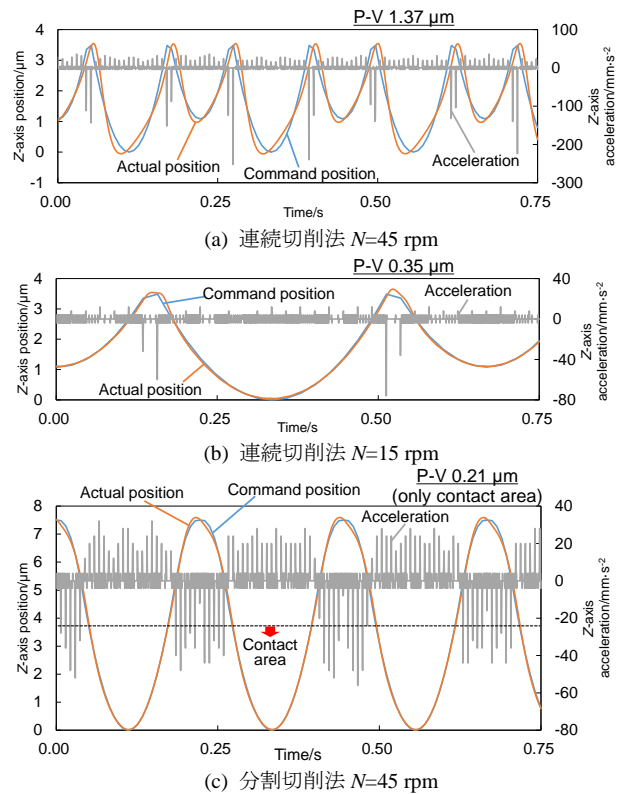 P-V 1.37 µm
4
3
2
1
0
-1
Z-axis position/µm
100
0
-100
-200
-300
Z-axis
acceleration/mm·s-2
Actual position
Command position
Acceleration
0.00 0.25 0.50 0.75
Time/s
(a) 連続切削法 N=45 rpm
P-V 0.35 µm
4
3
2
1
0
Z-axis position/µm
40
0
-40
-80
Z-axis
acceleration/mm·s-2
Command position
Acceleration
Actual position
0.00 0.25 0.50 0.75
Time/s
(b) 連続切削法 N=15 rpm
P-V 0.21 µm
(only contact area)
8
7
6
5
4
3
2
1
0
Z-axis position/µm
40
20
0
-20
-40
-60
-80
Z-axis
acceleration/mm·s-2
Actual position
Command position
Acceleration
Contact
area
0.00 0.25 0.50 0.75
Time/s
(c) 分割切削法 N=45 rpm